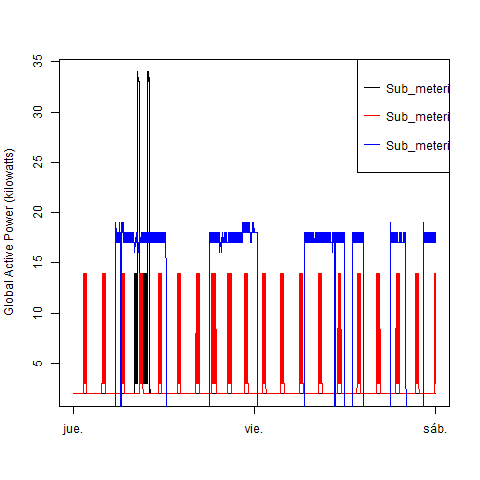 35
30
25
20
15
10
5
Global Active Power (kilowatts)
Sub_meteri
Sub_meteri
Sub_meteri
jue.
vie.
sáb.